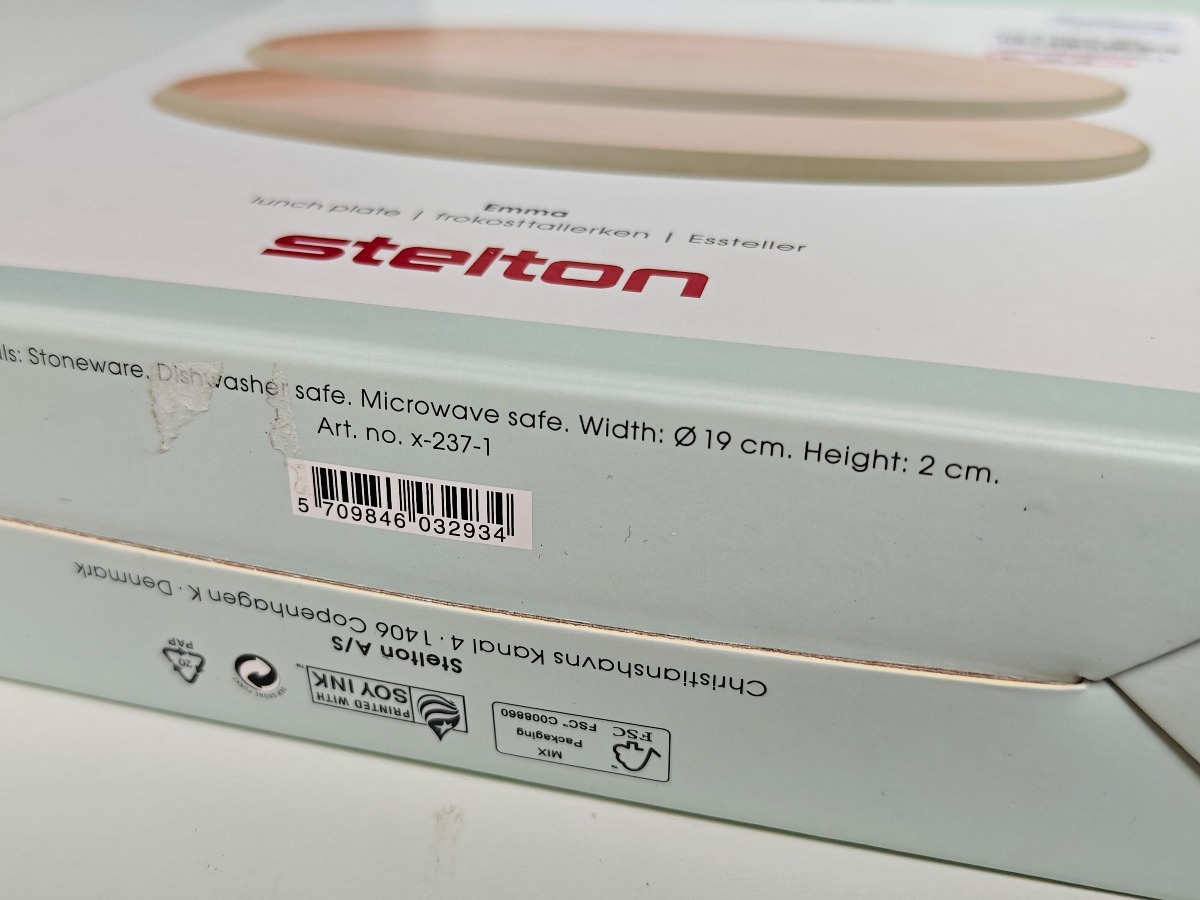 Emma
lunch plate | frokosttallerken | Essteller
stelton
ls: Stoneware. Dishwasher safe. Microwave safe. Width: Ø 19 cm. Height: 2 cm.
Art. no. x-237-1
5 709846 032934
Stelton A/S
Christianshavns Kanal 4 · 1406 Copenhagen K · Denmark
FSC
FSC™ C008860
MIX
Packaging
PRINTED WITH
SOY INK
™
20
PAP